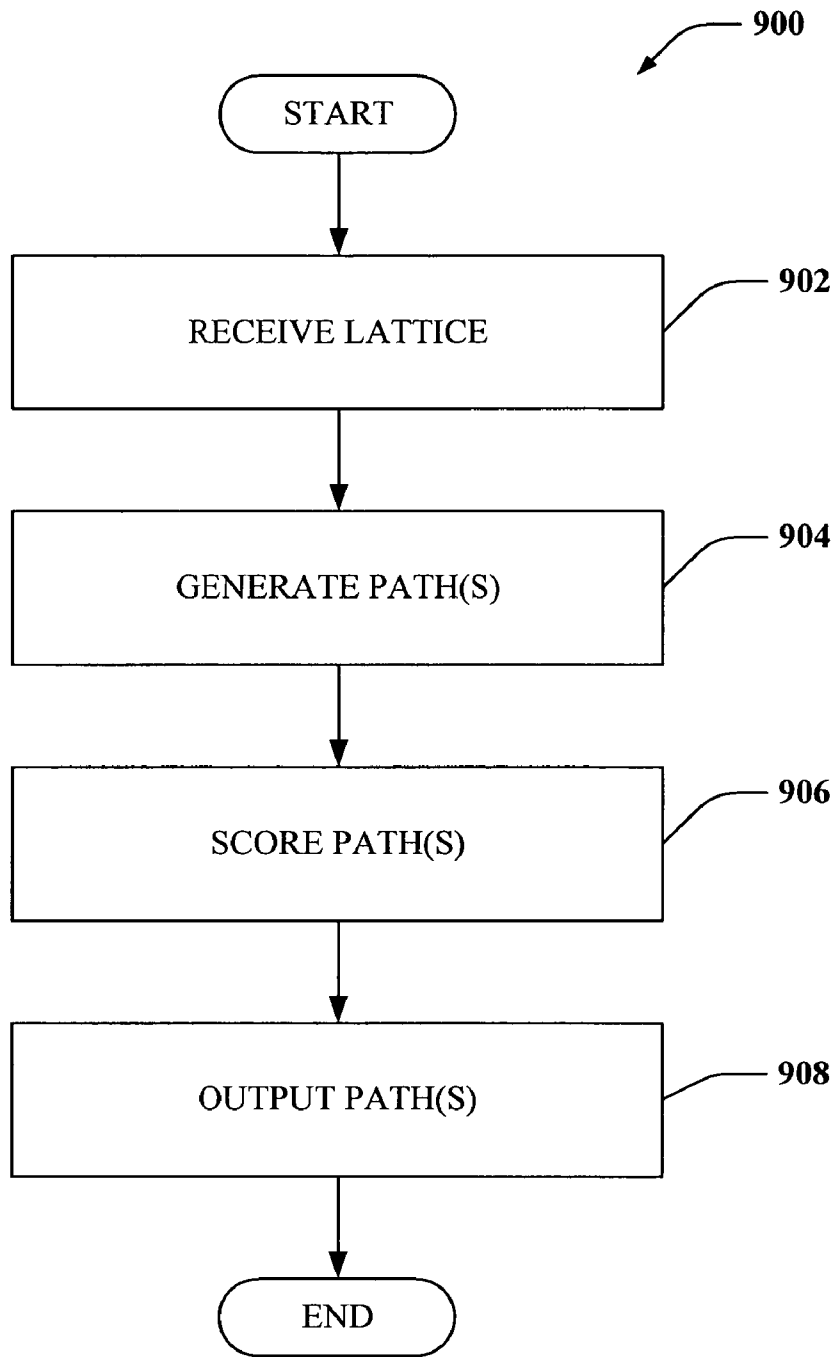 900
START
902
RECEIVE LATTICE
904
GENERATE PATH(S)
906
SCORE PATH(S)
908
OUTPUT PATH(S)
END